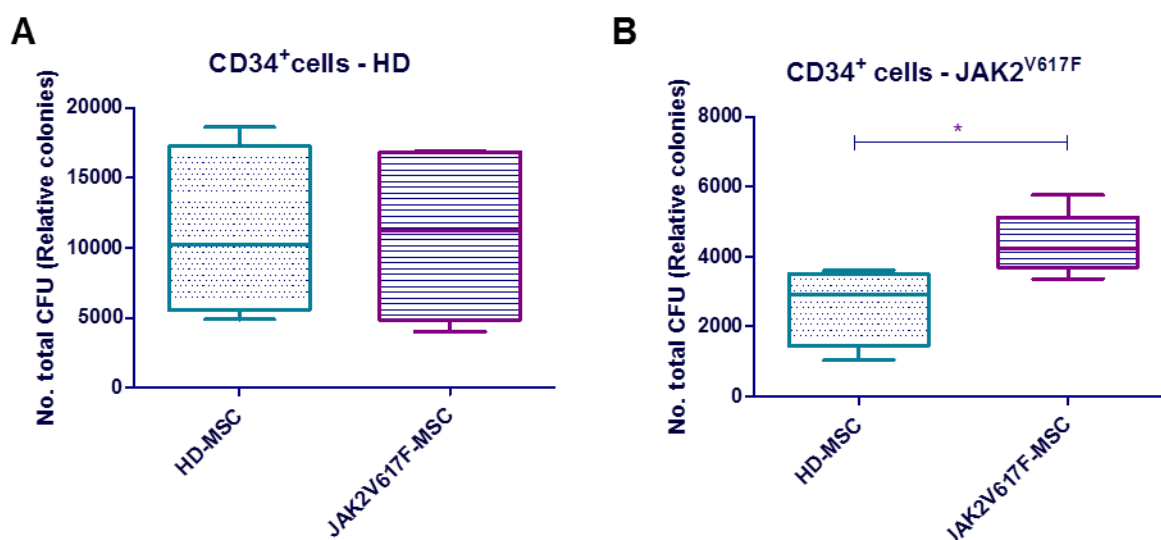 A
CD34⁺cells - HD
No. total CFU (Relative colonies)
20000
15000
10000
5000
0
HD-MSC
JAK2V617F-MSC
B
CD34⁺ cells - JAK2ⱽ⁶¹⁷ᶠ
No. total CFU (Relative colonies)
8000
6000
4000
2000
0
*
HD-MSC
JAK2V617F-MSC